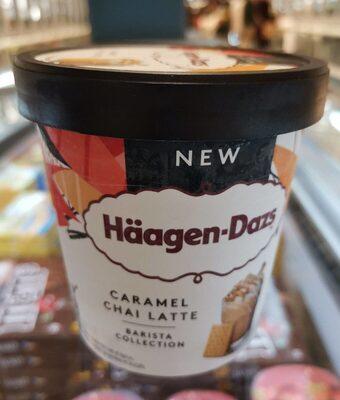 NEW
Häagen-Dazs
CARAMEL
CHAI LATTE
BARISTA
COLLECTION